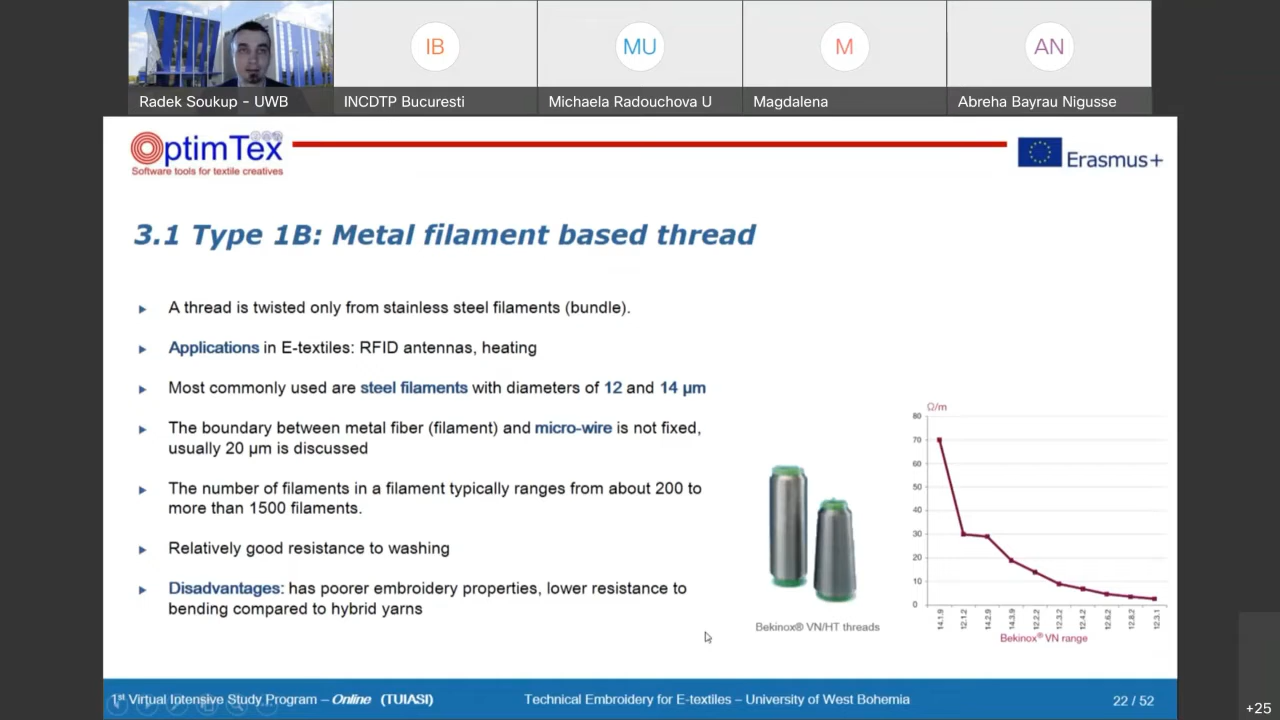 IB
MU
M
AN
Radek Soukup - UWB
INCDTP Bucuresti
Michaela Radouchova U
Magdalena
Abreha Bayrau Nigusse
OptimTex
Software tools for textile creatives
Erasmus+
3.1 Type 1B: Metal filament based thread
A thread is twisted only from stainless steel filaments (bundle).
Applications in E-textiles: RFID antennas, heating
Most commonly used are steel filaments with diameters of 12 and 14 μm
The boundary between metal fiber (filament) and micro-wire is not fixed,
usually 20 μm is discussed
The number of filaments in a filament typically ranges from about 200 to
more than 1500 filaments.
Relatively good resistance to washing
Disadvantages: has poorer embroidery properties, lower resistance to
bending compared to hybrid yarns
Bekinox® VN/HT threads
Ω/m
80
70
60
50
40
30
20
10
0
14.1.9
12.1.2
14.2.9
14.3.9
12.2.2
12.3.2
12.4.2
12.6.2
12.8.2
12.3.1
Bekinox® VN range
1st Virtual Intensive Study Program – Online (TUIASI)
Technical Embroidery for E-textiles – University of West Bohemia
22 / 52
+25